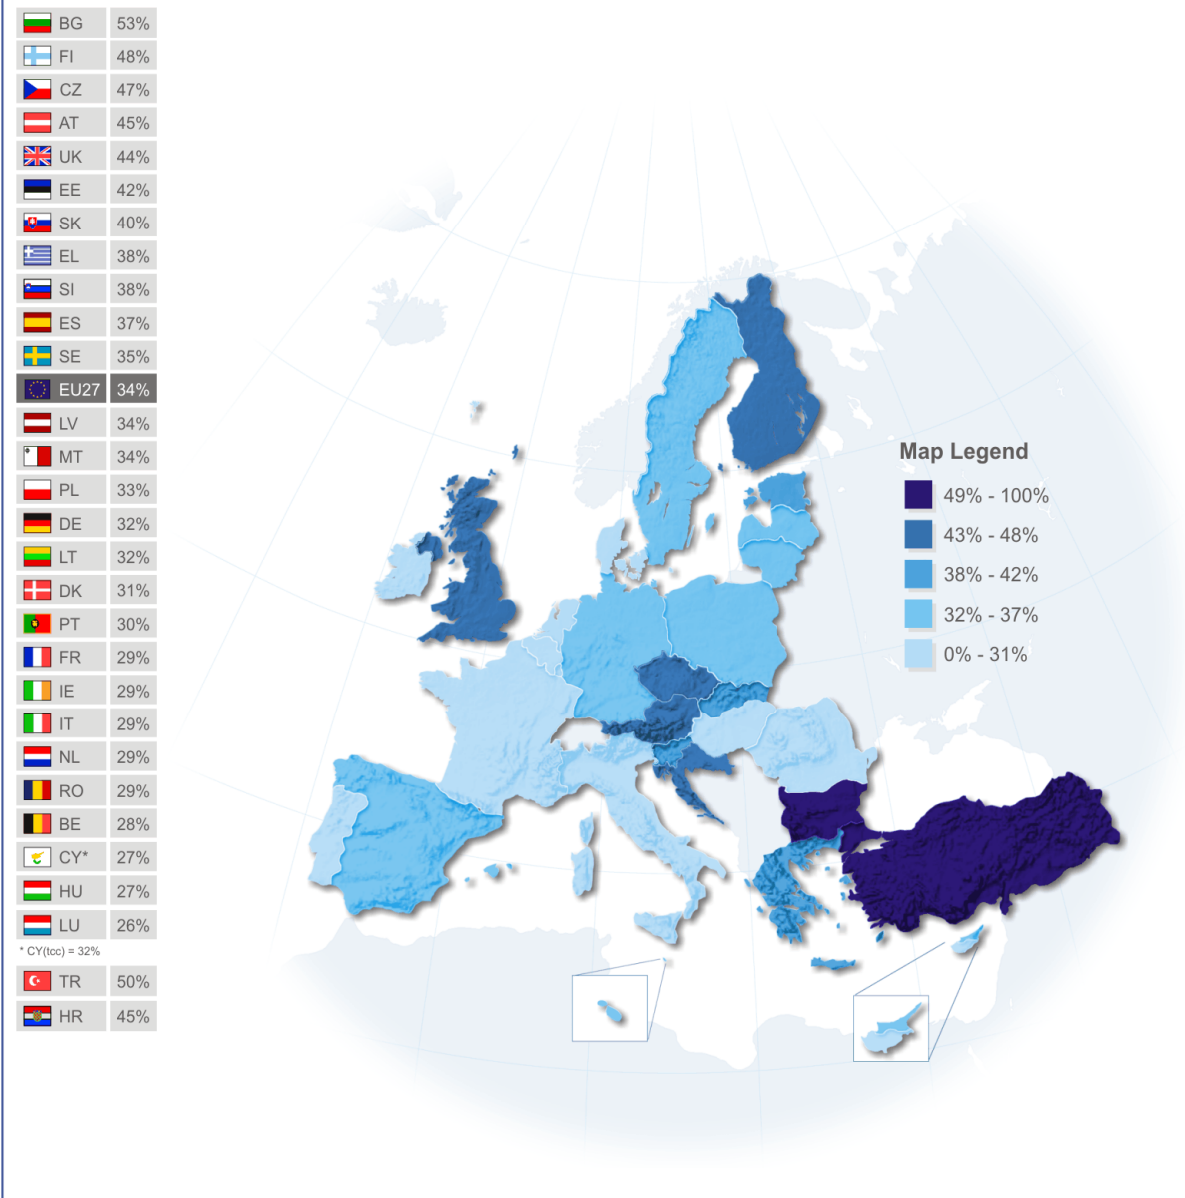 BG 53%
FI 48%
CZ 47%
AT 45%
UK 44%
EE 42%
SK 40%
EL 38%
SI 38%
ES 37%
SE 35%
EU27 34%
LV 34%
MT 34%
PL 33%
DE 32%
LT 32%
DK 31%
PT 30%
FR 29%
IE 29%
IT 29%
NL 29%
RO 29%
BE 28%
CY* 27%
HU 27%
LU 26%
* CY(tcc) = 32%
TR 50%
HR 45%
Map Legend
49% - 100%
43% - 48%
38% - 42%
32% - 37%
0% - 31%